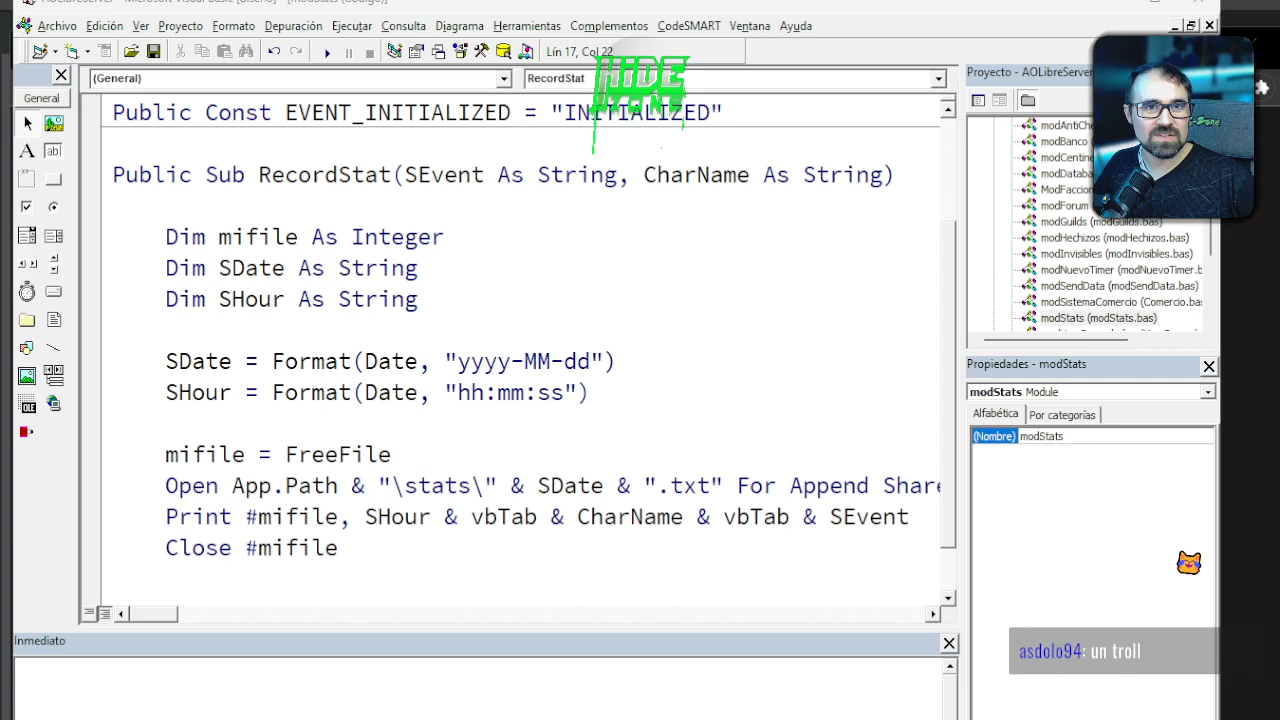 Archivo Edición Ver Proyecto Formato Depuración Ejecutar Consulta Diagrama Herramientas Complementos CodeSMART Ventana Ayuda
Lín 17, Col 22
General
(General)
RecordStat
Public Const EVENT_INITIALIZED = "INITIALIZED"
Public Sub RecordStat(SEvent As String, CharName As String)
Dim mifile As Integer
Dim SDate As String
Dim SHour As String
SDate = Format(Date, "yyyy-MM-dd")
SHour = Format(Date, "hh:mm:ss")
mifile = FreeFile
Open App.Path & "\stats\" & SDate & ".txt" For Append Share
Print #mifile, SHour & vbTab & CharName & vbTab & SEvent
Close #mifile
Inmediato
Proyecto - AOLibreServer
modAntiChe
modBanco
modCentine
modDataba
ModFaccion
modForum
modGuilds (modGuilds.bas)
modHechizos (modHechizos.bas)
modInvisibles (modInvisibles.bas)
modNuevoTimer (modNuevoTimer.b
modSendData (modSendData.bas)
modSistemaComercio (Comercio.bas
modStats (modStats.bas)
Propiedades - modStats
modStats Module
Alfabética Por categorías
(Nombre) modStats
asdolo94: un troll